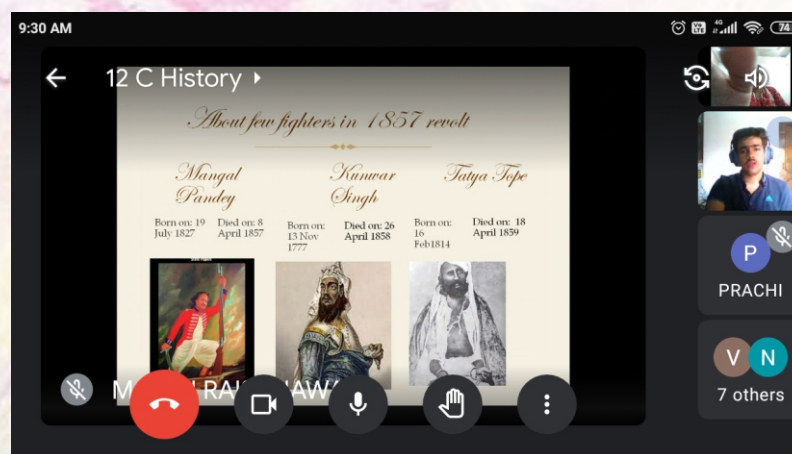 9:30 AM
4G
74
12 C History
About few fighters in 1857 revolt
Mangal
Pandey
Born on: 19
July 1827
Died on: 8
April 1857
Kunwar
Singh
Born on:
13 Nov
1777
Died on: 26
April 1858
Tatya Tope
Born on:
16
Feb1814
Died on: 18
April 1859
P
PRACHI
V N
7 others